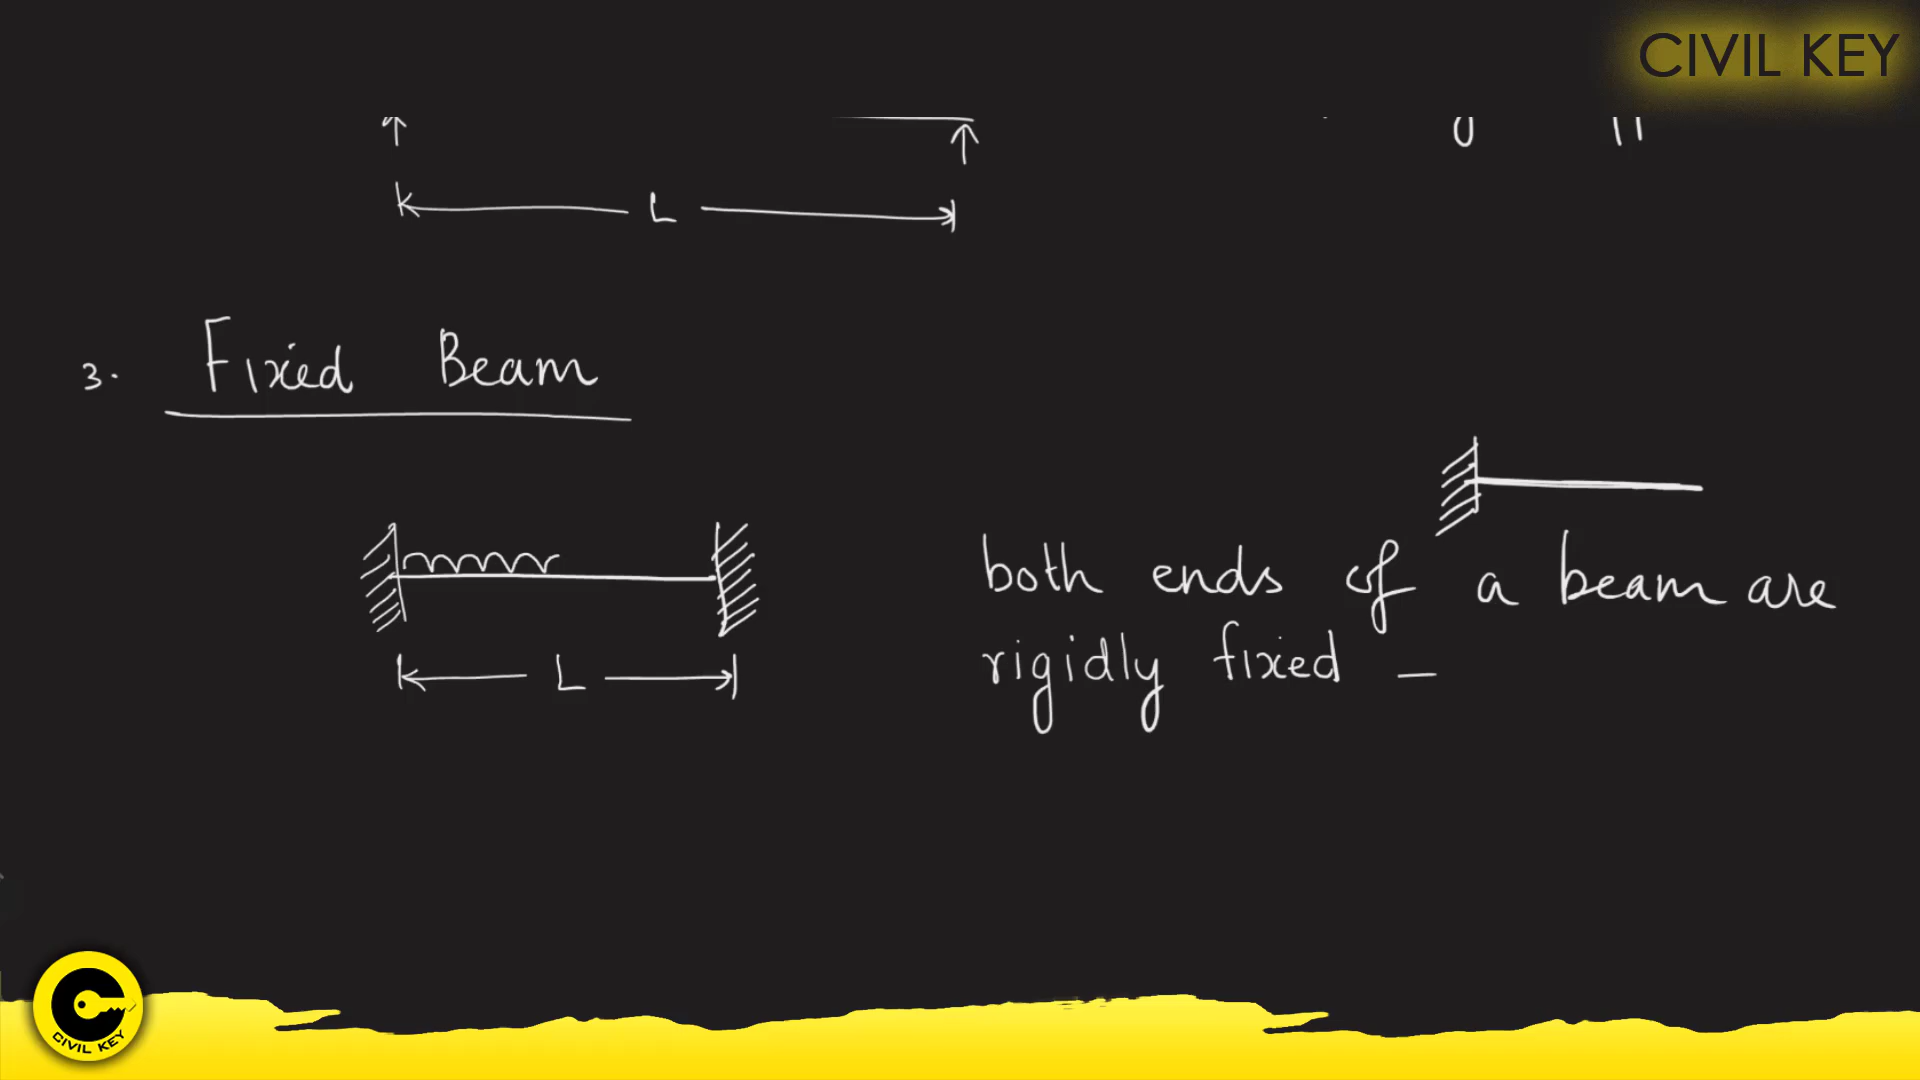 CIVIL KEY
L
3. Fixed Beam
both ends of a beam are
rigidly fixed –
L
CIVIL KEY